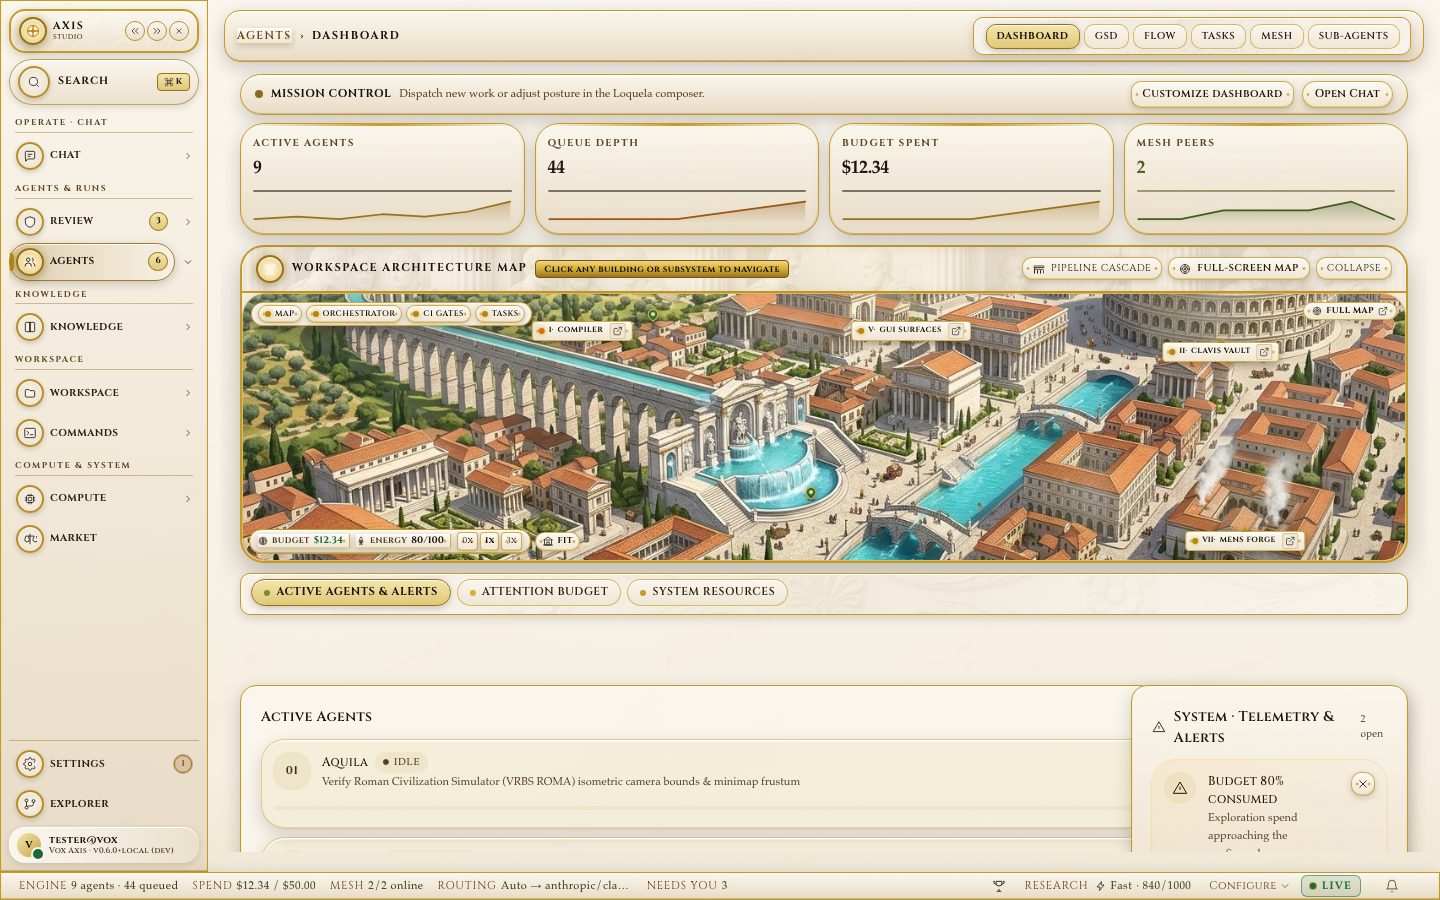 AXIS
STUDIO
SEARCH
⌘K
OPERATE · CHAT
CHAT
AGENTS & RUNS
REVIEW 3
AGENTS 6
KNOWLEDGE
KNOWLEDGE
WORKSPACE
WORKSPACE
COMMANDS
COMPUTE & SYSTEM
COMPUTE
MARKET
SETTINGS 1
EXPLORER
V
TESTER@VOX
VOX AXIS · V0.6.0+LOCAL (DEV)
AGENTS › DASHBOARD
DASHBOARD GSD FLOW TASKS MESH SUB-AGENTS
MISSION CONTROL Dispatch new work or adjust posture in the Loquela composer.
CUSTOMIZE DASHBOARD OPEN CHAT
ACTIVE AGENTS
9
QUEUE DEPTH
44
BUDGET SPENT
$12.34
MESH PEERS
2
WORKSPACE ARCHITECTURE MAP CLICK ANY BUILDING OR SUBSYSTEM TO NAVIGATE
PIPELINE CASCADE FULL-SCREEN MAP COLLAPSE
MAP ORCHESTRATOR CI GATES TASKS
FULL MAP
I· COMPILER
V· GUI SURFACES
II· CLAVIS VAULT
VII· MENS FORGE
BUDGET $12.34 ENERGY 80/100 0X 1X 3X FIT
ACTIVE AGENTS & ALERTS ATTENTION BUDGET SYSTEM RESOURCES
ACTIVE AGENTS
01 AQUILA IDLE
Verify Roman Civilization Simulator (VRBS ROMA) isometric camera bounds & minimap frustum
SYSTEM · TELEMETRY &
ALERTS
2
open
BUDGET 80%
CONSUMED
Exploration spend
approaching the
ENGINE 9 agents · 44 queued SPEND $12.34 / $50.00 MESH 2/2 online ROUTING Auto → anthropic/cla… NEEDS YOU 3
RESEARCH Fast · 840/1000 CONFIGURE LIVE